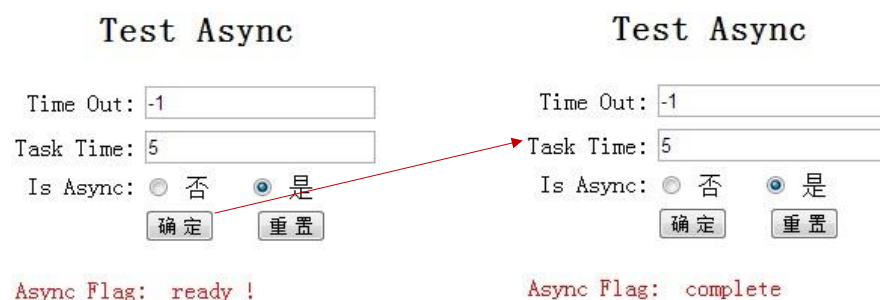 Test Async
Time Out: -1
Task Time: 5
Is Async: 否 是
确定 重置
Async Flag: ready !
Test Async
Time Out: -1
Task Time: 5
Is Async: 否 是
确定 重置
Async Flag: complete